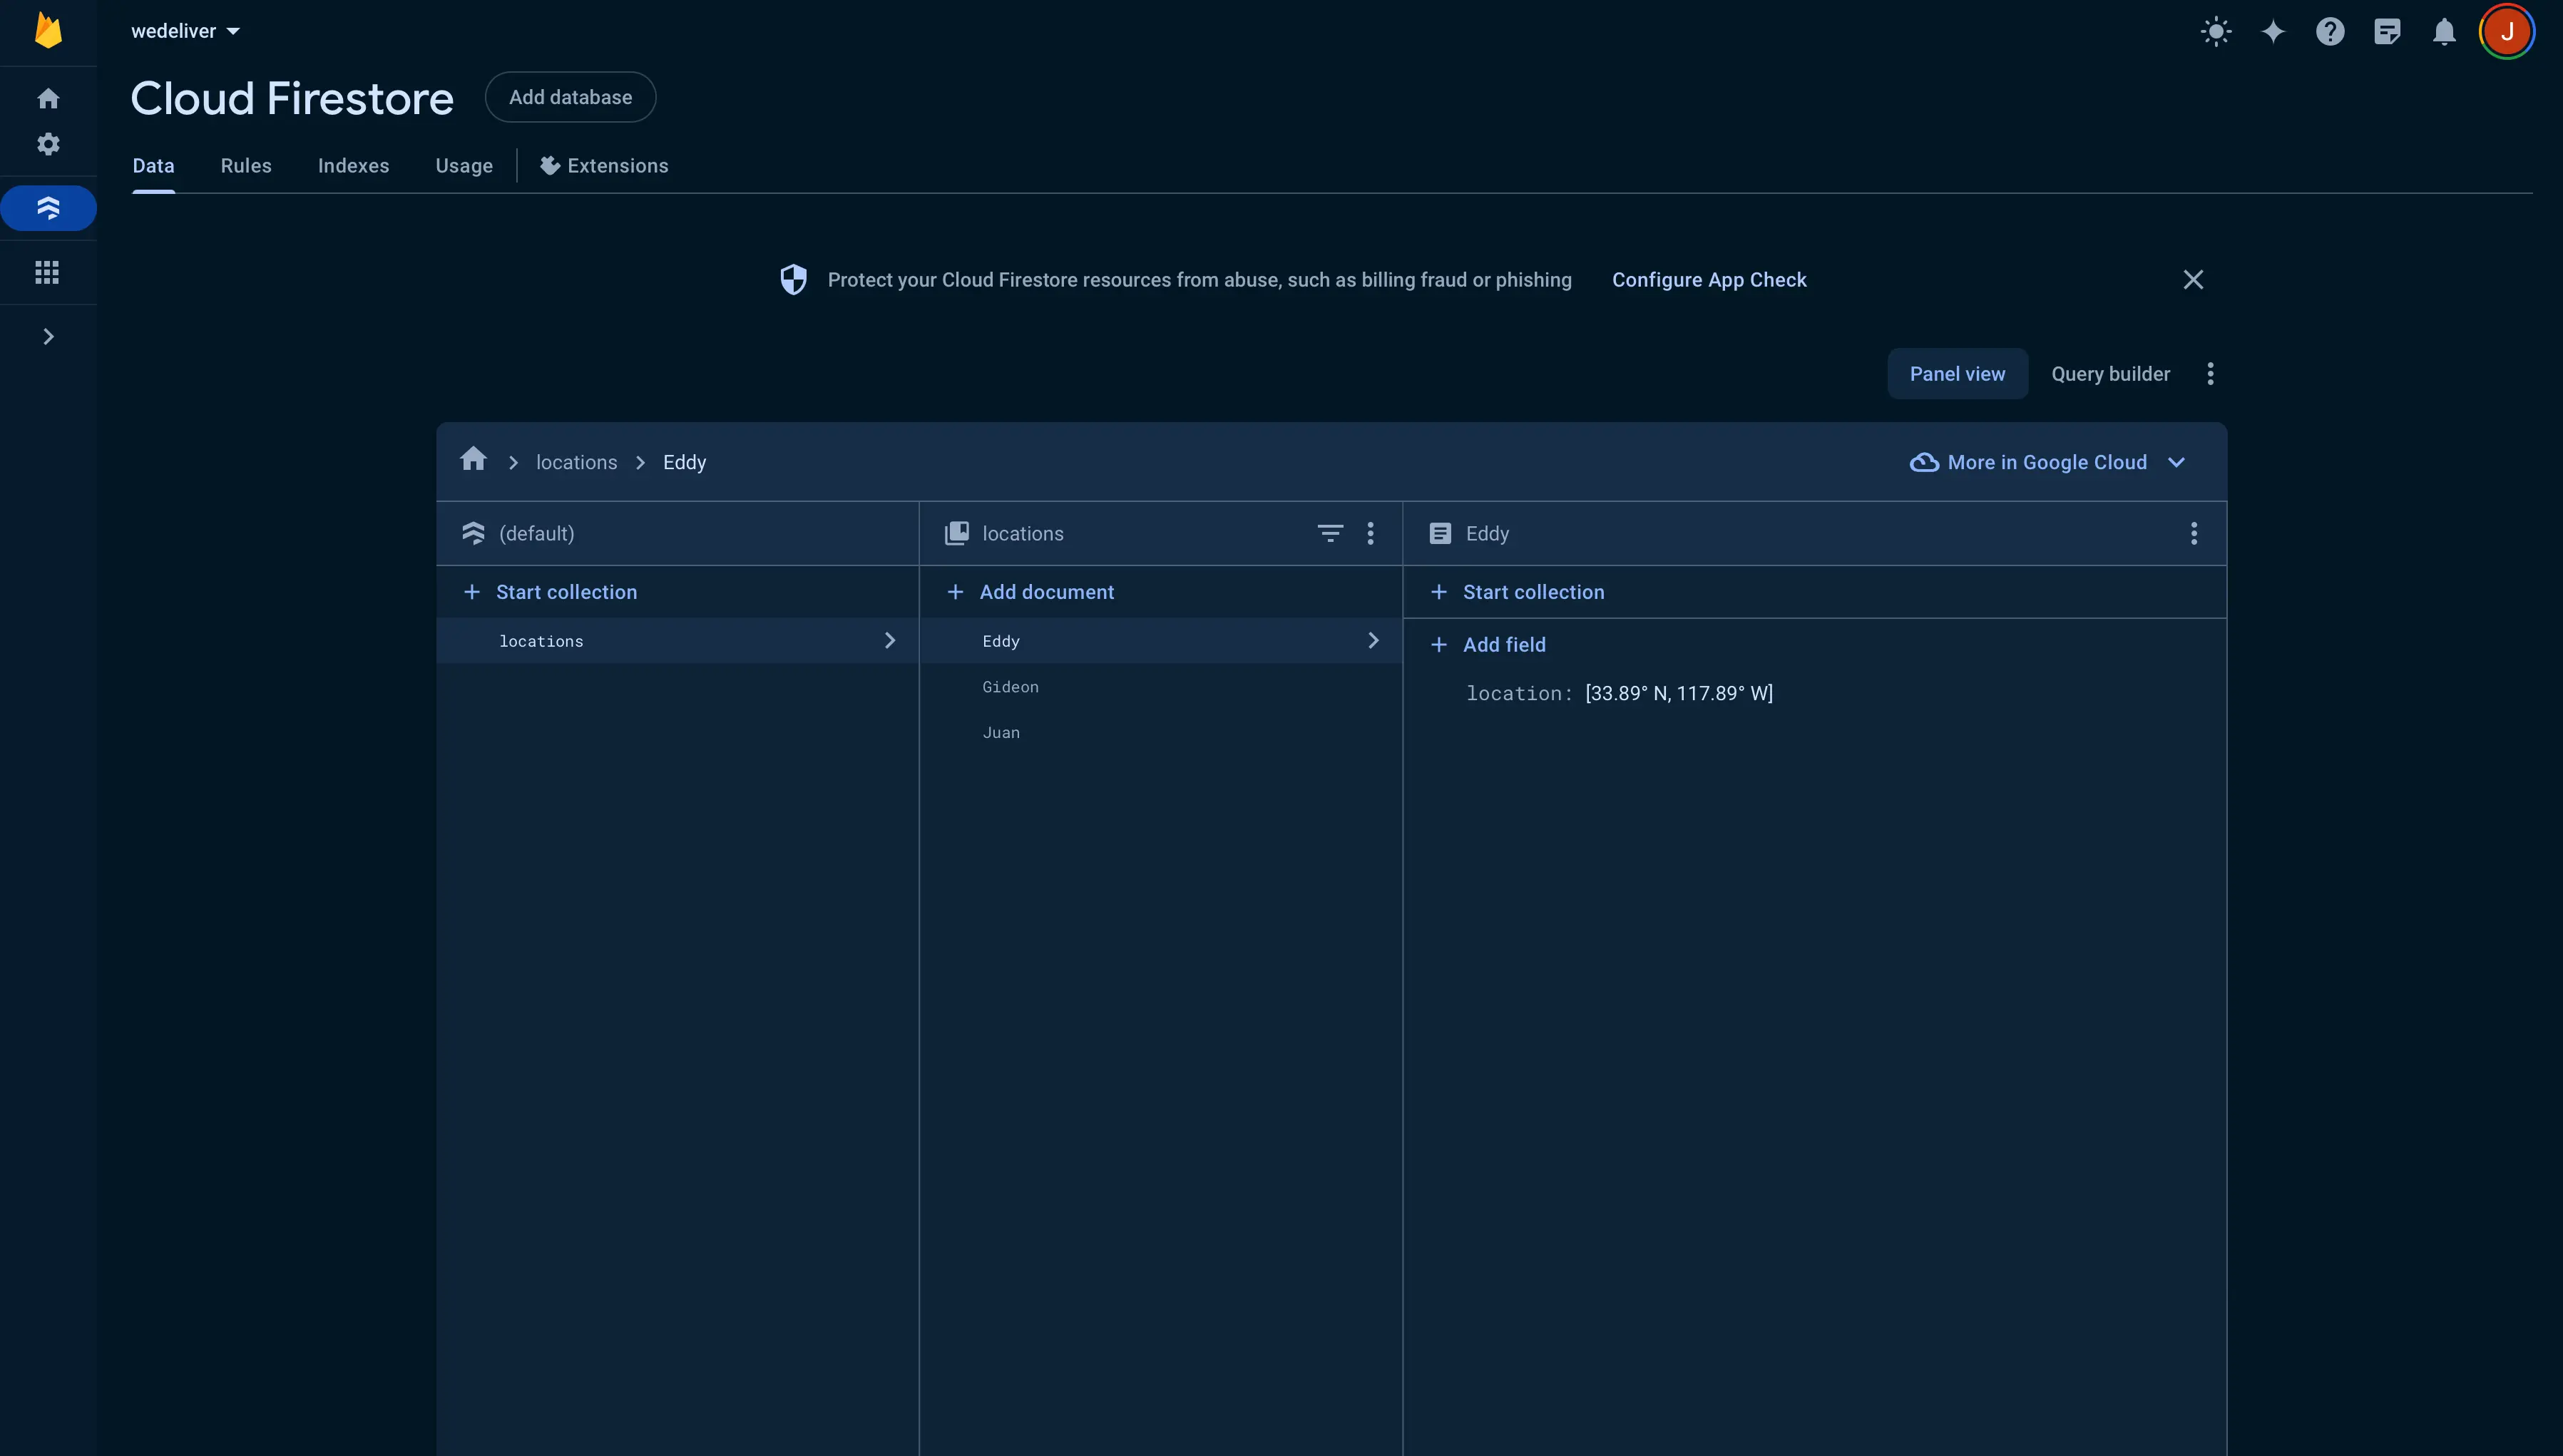 wedeliver
J
Cloud Firestore
Add database
Data
Rules
Indexes
Usage
Extensions
Protect your Cloud Firestore resources from abuse, such as billing fraud or phishing
Configure App Check
Panel view
Query builder
locations
Eddy
More in Google Cloud
(default)
locations
Eddy
+ Start collection
+ Add document
+ Start collection
locations
Eddy
Gideon
Juan
+ Add field
location: [33.89° N, 117.89° W]